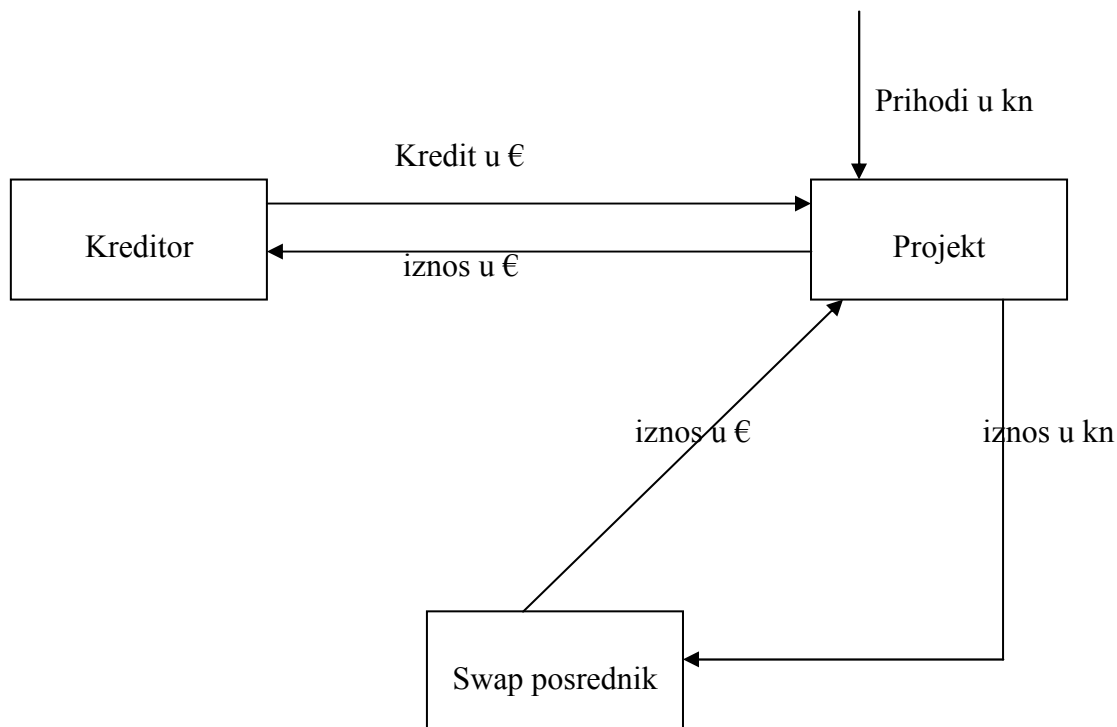 Prihodi u kn
Kredit u €
Kreditor
Projekt
iznos u €
iznos u €
iznos u kn
Swap posrednik